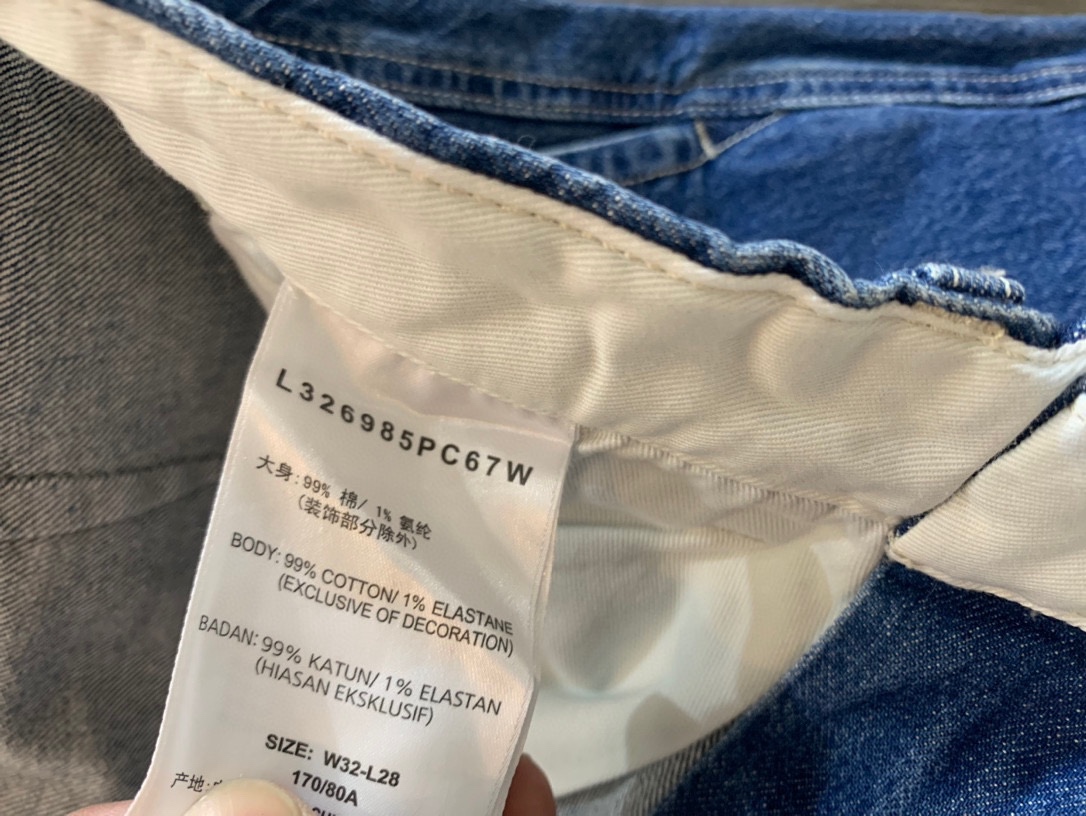 L326985PC67W
大身: 99% 棉/ 1% 氨纶
(装饰部分除外)
BODY: 99% COTTON/ 1% ELASTANE
(EXCLUSIVE OF DECORATION)
BADAN: 99% KATUN/ 1% ELASTAN
(HIASAN EKSKLUSIF)
SIZE: W32-L28
170/80A
产地: